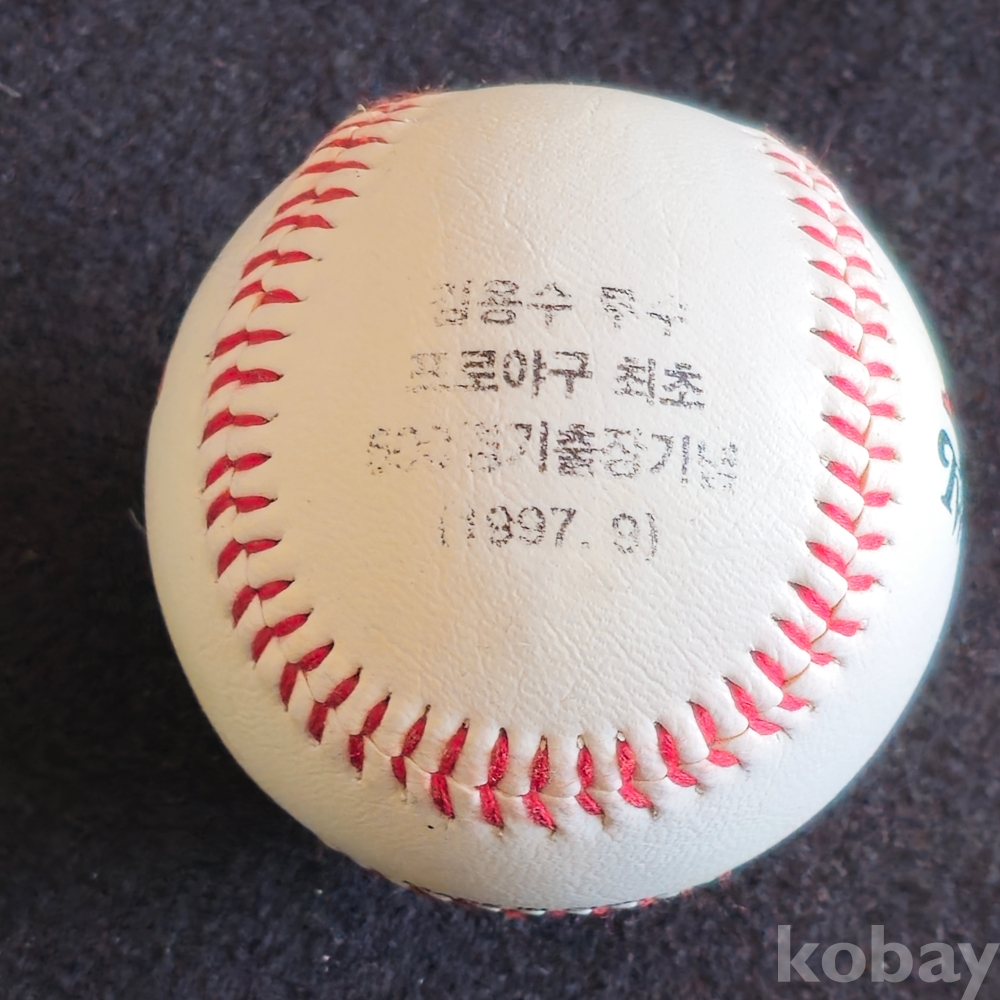 김용수 투수
프로야구 최초
경기출장기념
(1997. 9)
kobay